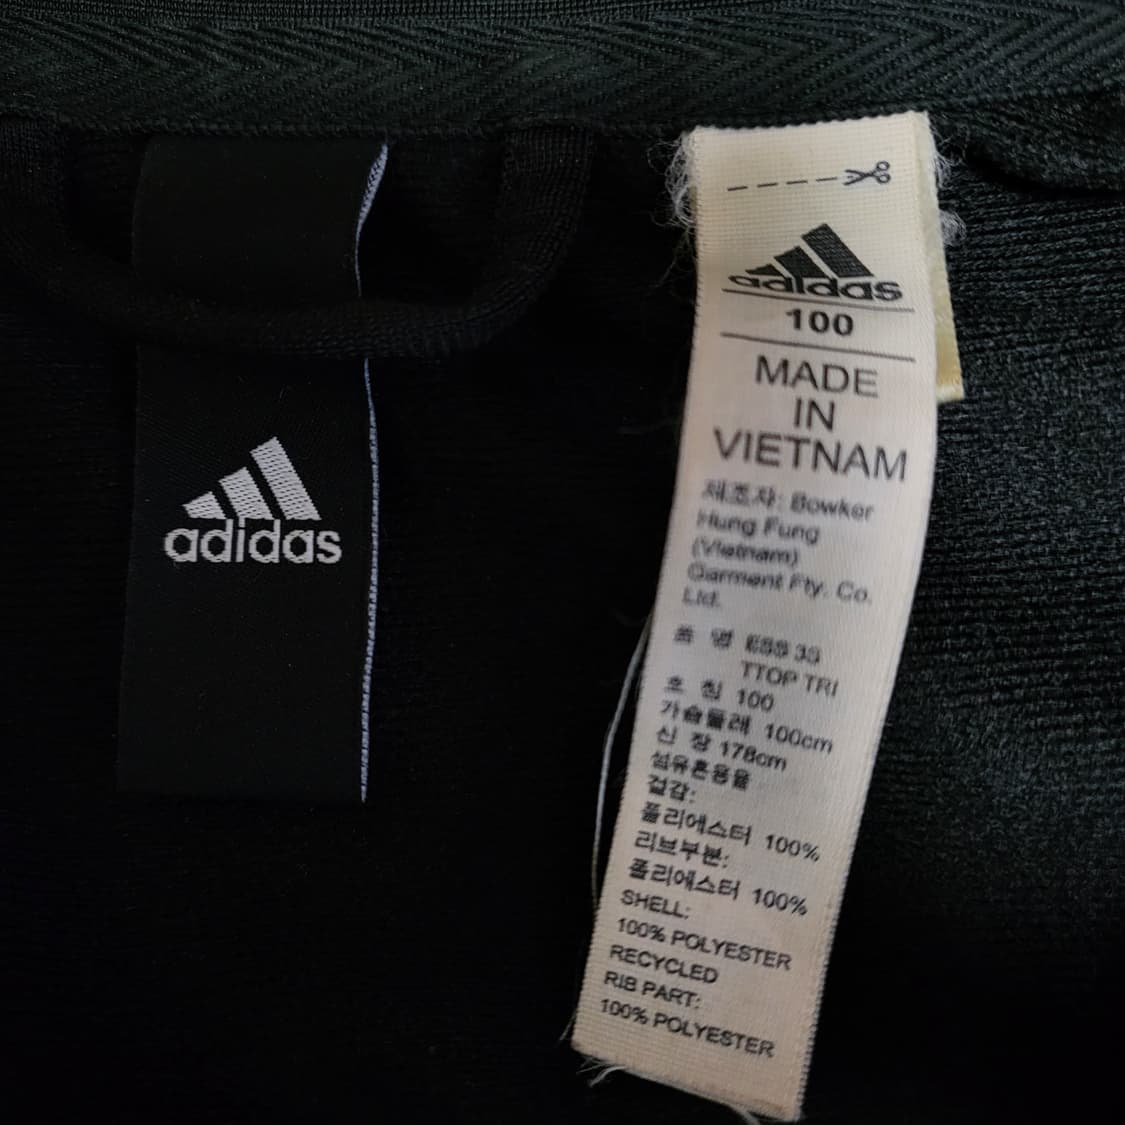 adidas
adidas
100
MADE
IN
VIETNAM
제조자: Bowker
Hung Fung
(Vietnam)
Garment Fty. Co.
Ltd.
품 명 ESS 3S
TTOP TRI
호 칭 100
가슴둘레 100cm
신 장 178cm
섬유혼용율
겉감:
폴리에스터 100%
리브부분:
폴리에스터 100%
SHELL:
100% POLYESTER
RECYCLED
RIB PART:
100% POLYESTER